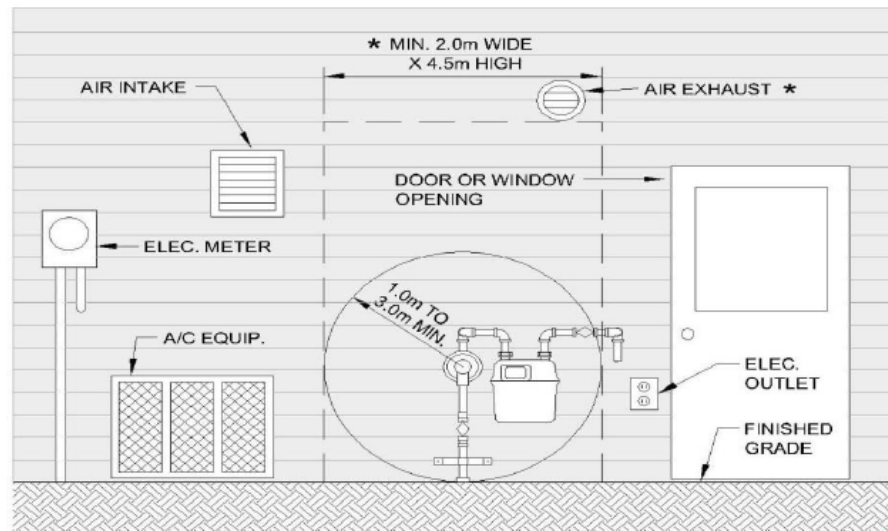 * MIN. 2.0m WIDE
X 4.5m HIGH
AIR INTAKE
AIR EXHAUST *
DOOR OR WINDOW
OPENING
ELEC. METER
1.0m TO
3.0m MIN.
A/C EQUIP.
ELEC.
OUTLET
FINISHED
GRADE